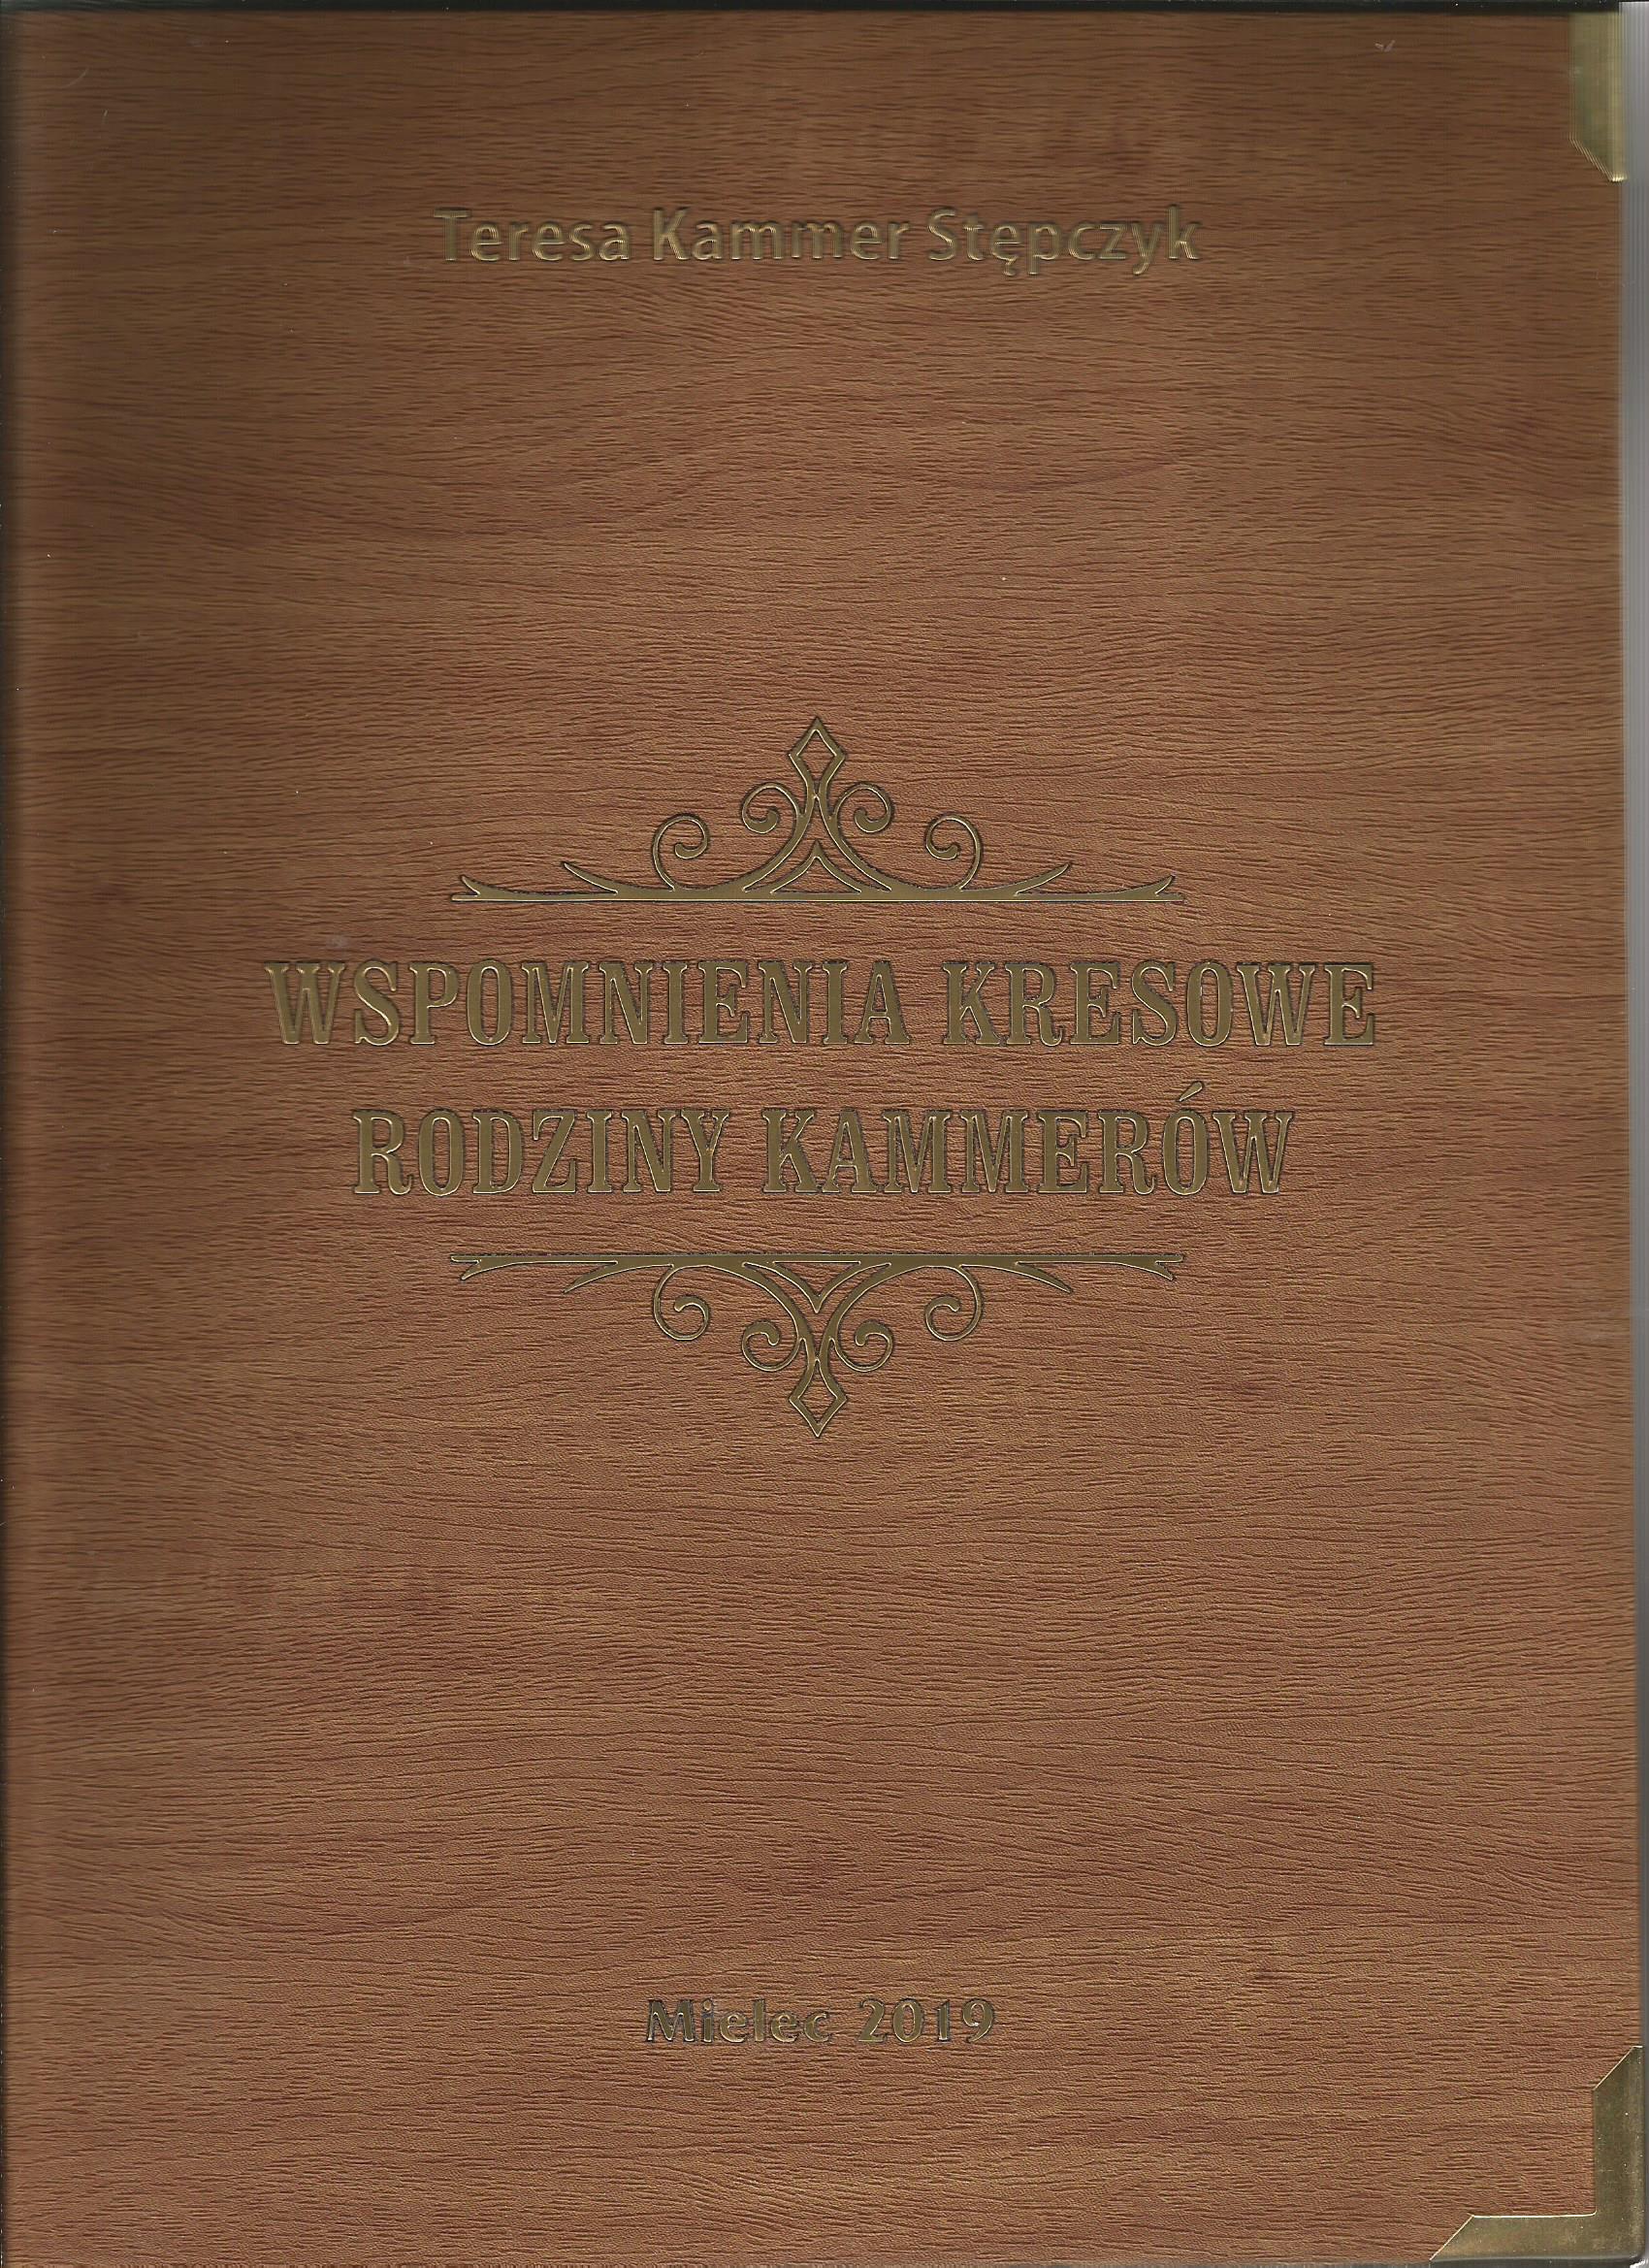 Teresa Kammer Stępczyk
WSPOMNIENIA KRESOWE
RODZINY KAMMERÓW
Mielec 2019